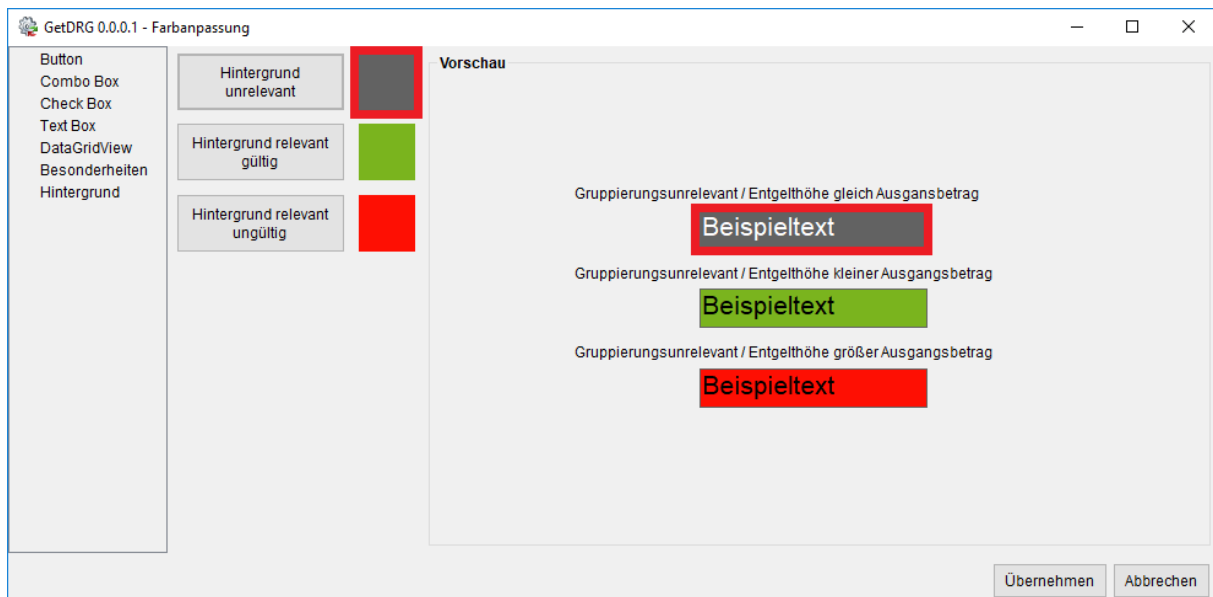 GetDRG 0.0.0.1 - Farbanpassung
Button
Combo Box
Check Box
Text Box
DataGridView
Besonderheiten
Hintergrund
Hintergrund
unrelevant
Hintergrund relevant
gültig
Hintergrund relevant
ungültig
Vorschau
Gruppierungsunrelevant / Entgelthöhe gleich Ausgansbetrag
Beispieltext
Gruppierungsunrelevant / Entgelthöhe kleiner Ausgangsbetrag
Beispieltext
Gruppierungsunrelevant / Entgelthöhe größer Ausgangsbetrag
Beispieltext
Übernehmen
Abbrechen